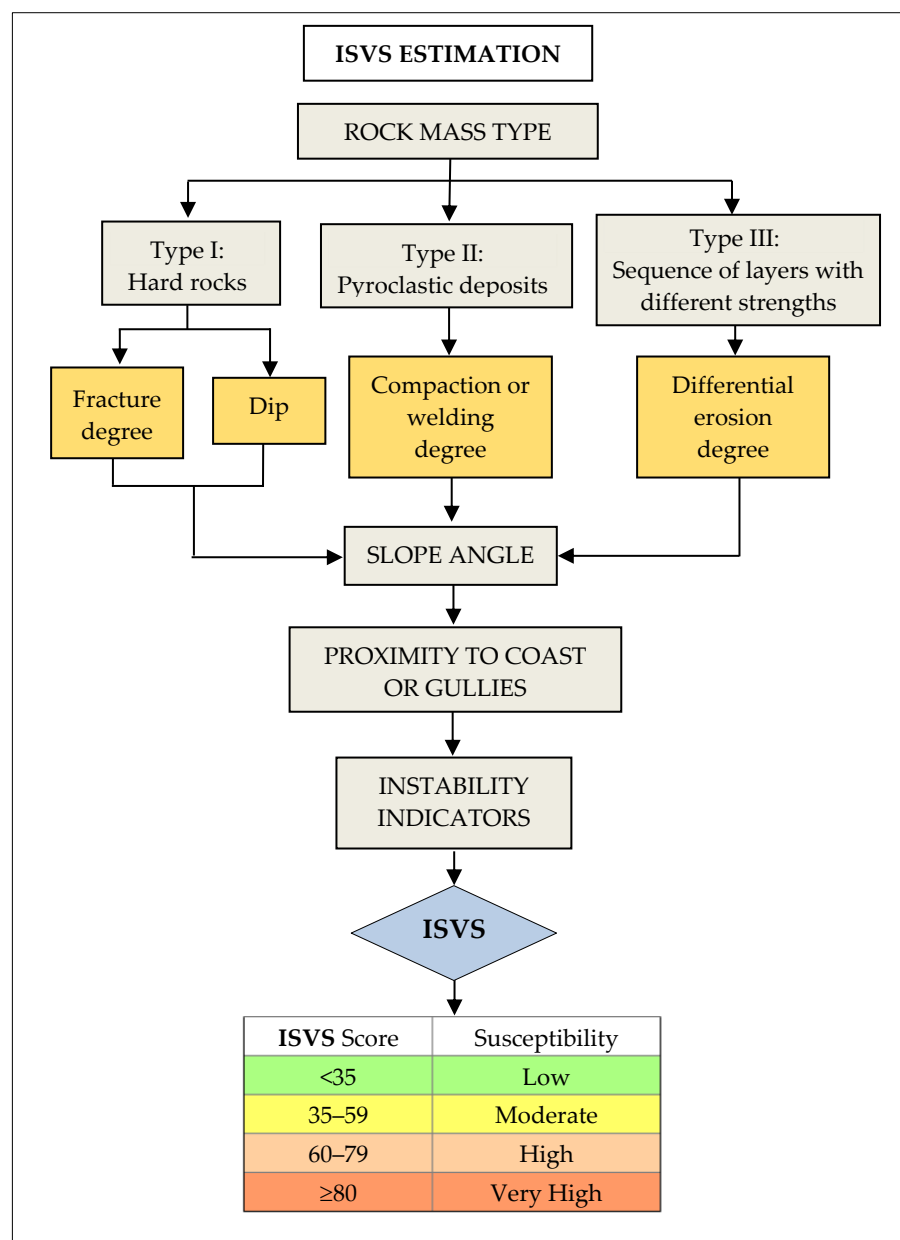 ISVS ESTIMATION
ROCK MASS TYPE
Type I:
Hard rocks
Type II:
Pyroclastic deposits
Type III:
Sequence of layers with
different strengths
Fracture
degree
Dip
Compaction or
welding
degree
Differential
erosion
degree
SLOPE ANGLE
PROXIMITY TO COAST
OR GULLIES
INSTABILITY
INDICATORS
ISVS
ISVS Score Susceptibility
<35 Low
35–59 Moderate
60–79 High
≥80 Very High